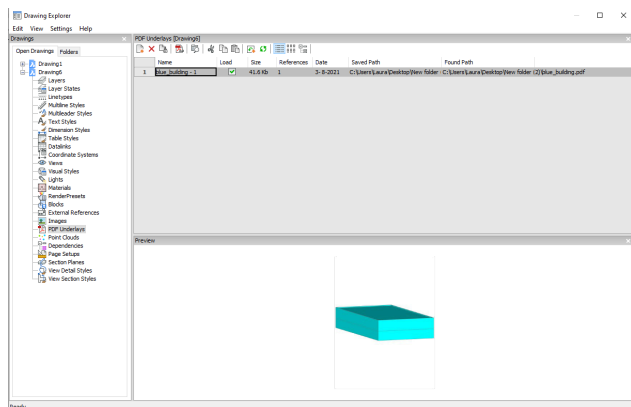 Drawing Explorer
Edit View Settings Help
Drawings
Open Drawings Folders
Drawing1
Drawing6
Layers
Layer States
Linetypes
Multiline Styles
Multileader Styles
Text Styles
Dimension Styles
Table Styles
Datalinks
Coordinate Systems
Views
Visual Styles
Lights
Materials
RenderPresets
Blocks
External References
Images
PDF Underlays
Point Clouds
Dependencies
Page Setups
Section Planes
View Detail Styles
View Section Styles
PDF Underlays [Drawing6]
Name Load Size References Date Saved Path Found Path
1 blue_building - 1 41.6 Kb 1 3- 8-2021 C:\Users\Laura\Desktop\New folder C:\Users\Laura\Desktop\New folder (2)\blue_building.pdf
Preview
Ready